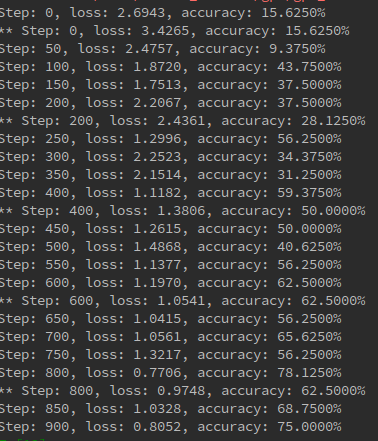 Step: 0, loss: 2.6943, accuracy: 15.6250%
** Step: 0, loss: 3.4265, accuracy: 15.6250%
Step: 50, loss: 2.4757, accuracy: 9.3750%
Step: 100, loss: 1.8720, accuracy: 43.7500%
Step: 150, loss: 1.7513, accuracy: 37.5000%
Step: 200, loss: 2.2067, accuracy: 37.5000%
** Step: 200, loss: 2.4361, accuracy: 28.1250%
Step: 250, loss: 1.2996, accuracy: 56.2500%
Step: 300, loss: 2.2523, accuracy: 34.3750%
Step: 350, loss: 2.1514, accuracy: 31.2500%
Step: 400, loss: 1.1182, accuracy: 59.3750%
** Step: 400, loss: 1.3806, accuracy: 50.0000%
Step: 450, loss: 1.2615, accuracy: 50.0000%
Step: 500, loss: 1.4868, accuracy: 40.6250%
Step: 550, loss: 1.1377, accuracy: 56.2500%
Step: 600, loss: 1.1970, accuracy: 62.5000%
** Step: 600, loss: 1.0541, accuracy: 62.5000%
Step: 650, loss: 1.0415, accuracy: 56.2500%
Step: 700, loss: 1.0561, accuracy: 65.6250%
Step: 750, loss: 1.3217, accuracy: 56.2500%
Step: 800, loss: 0.7706, accuracy: 78.1250%
** Step: 800, loss: 0.9748, accuracy: 62.5000%
Step: 850, loss: 1.0328, accuracy: 68.7500%
Step: 900, loss: 0.8052, accuracy: 75.0000%